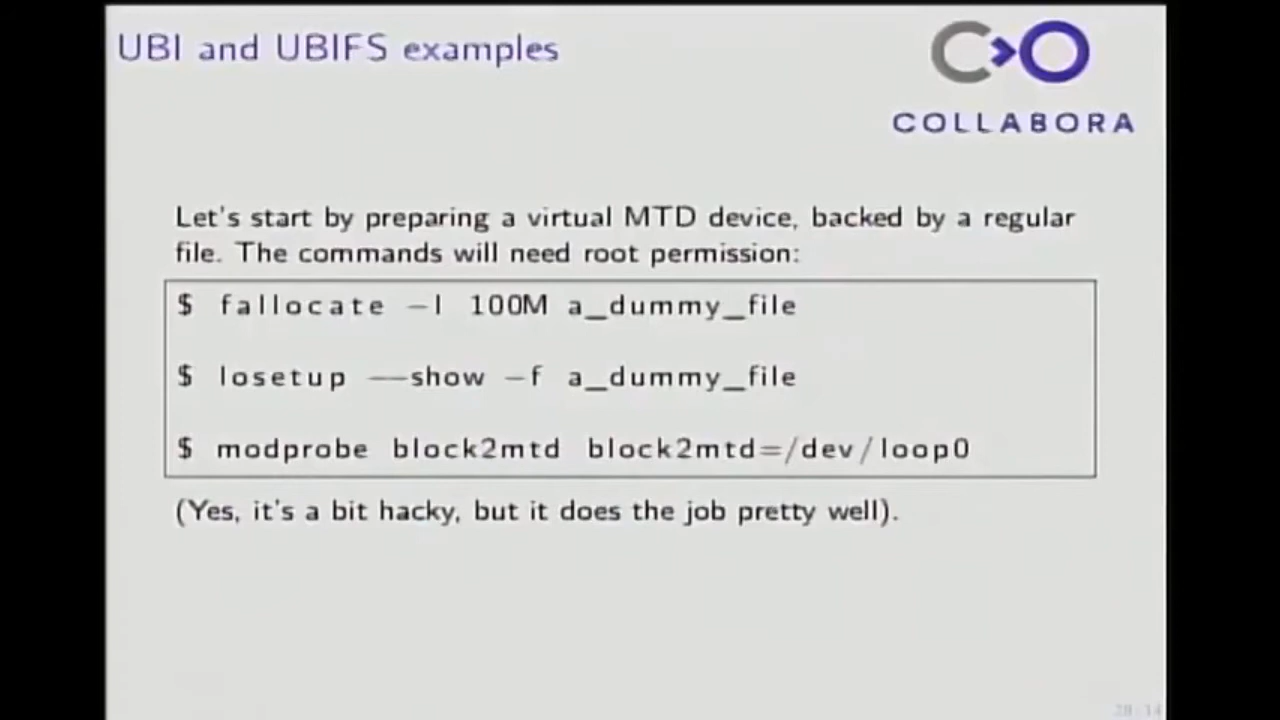 UBI and UBIFS examples
COLLABORA
Let's start by preparing a virtual MTD device, backed by a regular
file. The commands will need root permission:
$ fallocate -l 100M a_dummy_file
$ losetup --show -f a_dummy_file
$ modprobe block2mtd block2mtd=/dev/loop0
(Yes, it's a bit hacky, but it does the job pretty well).